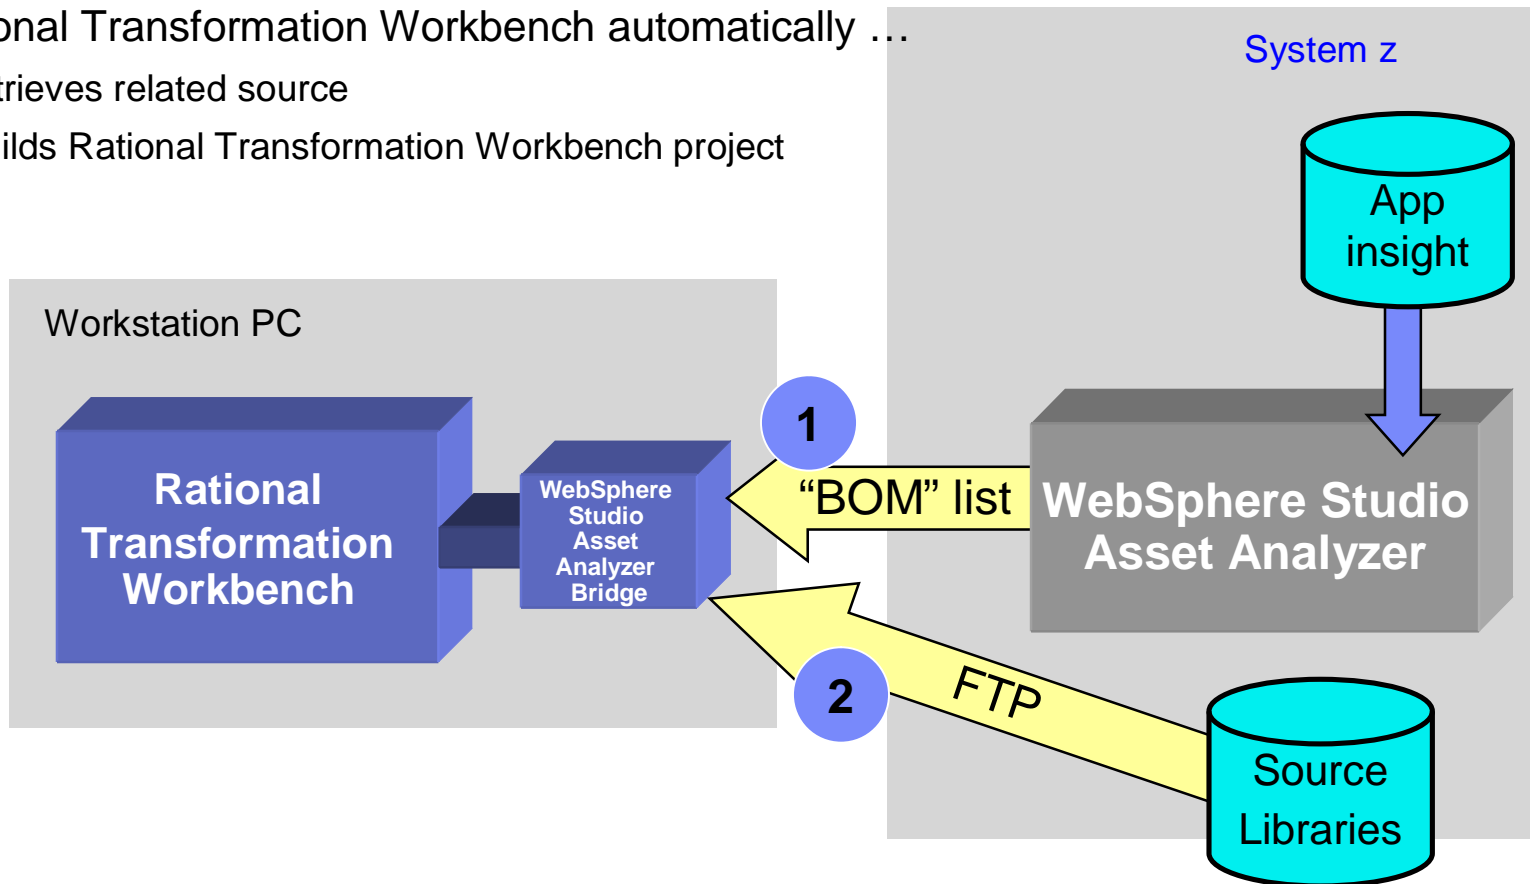 onal Transformation Workbench automatically …
trieves related source
ilds Rational Transformation Workbench project
System z
App
insight
Workstation PC
1
Rational
Transformation
Workbench
WebSphere
Studio
Asset
Analyzer
Bridge
“BOM” list
WebSphere Studio
Asset Analyzer
2
FTP
Source
Libraries